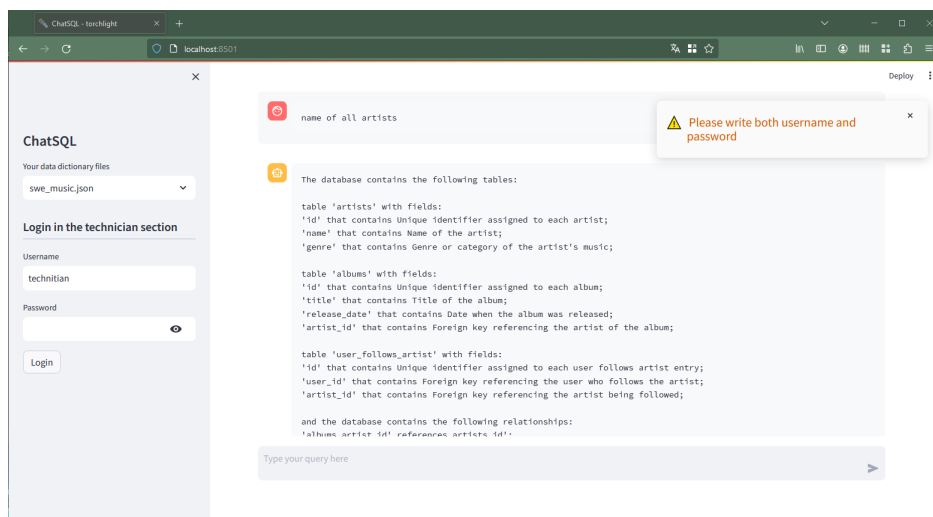 ChatSQL - torchlight
localhost:8501
Deploy
ChatSQL
Your data dictionary files
swe_music.json
Login in the technician section
Username
technitian
Password
Login
name of all artists
Please write both username and
password
The database contains the following tables:
table 'artists' with fields:
'id' that contains Unique identifier assigned to each artist;
'name' that contains Name of the artist;
'genre' that contains Genre or category of the artist's music;
table 'albums' with fields:
'id' that contains Unique identifier assigned to each album;
'title' that contains Title of the album;
'release_date' that contains Date when the album was released;
'artist_id' that contains Foreign key referencing the artist of the album;
table 'user_follows_artist' with fields:
'id' that contains Unique identifier assigned to each user follows artist entry;
'user_id' that contains Foreign key referencing the user who follows the artist;
'artist_id' that contains Foreign key referencing the artist being followed;
and the database contains the following relationships:
'albums.artist_id' references artists.id';
Type your query here